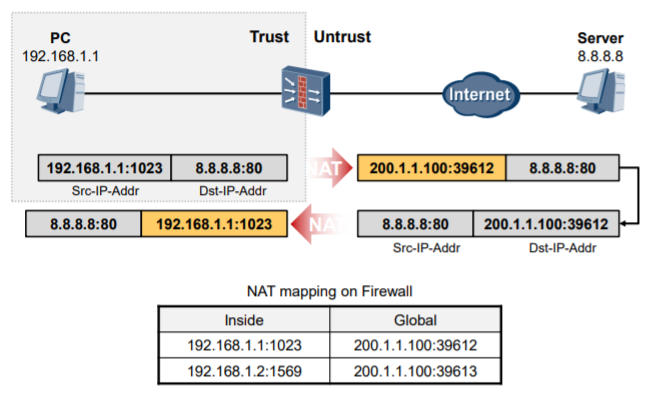 PC
192.168.1.1
Trust
Untrust
Server
8.8.8.8
Internet
192.168.1.1:1023 8.8.8.8:80
NAT
200.1.1.100:39612 8.8.8.8:80
Src-IP-Addr Dst-IP-Addr
8.8.8.8:80 192.168.1.1:1023
NAT
8.8.8.8:80 200.1.1.100:39612
Src-IP-Addr Dst-IP-Addr
NAT mapping on Firewall
Inside Global
192.168.1.1:1023 200.1.1.100:39612
192.168.1.2:1569 200.1.1.100:39613